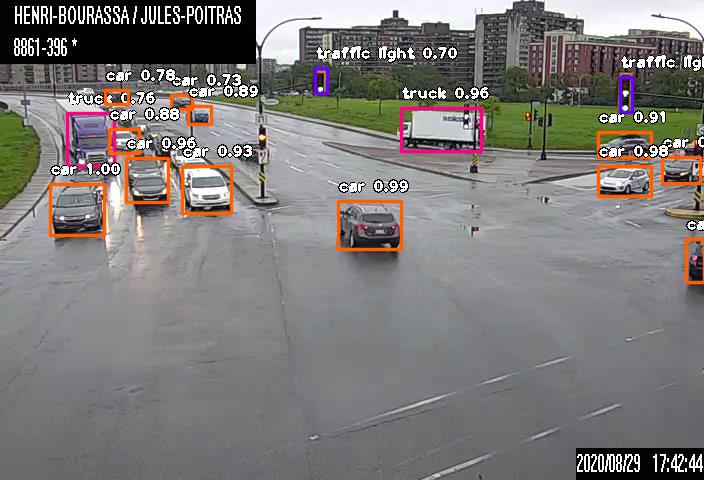 HENRI-BOURASSA / JULES-POITRAS
8861-396 *
traffic light 0.70
traffic ligh
car 0.78
car 0.73
car 0.89
truck 0.76
car 0.88
truck 0.96
car 0.91
car 0.96
car 0.93
car 0.98
car 1.00
car 0.99
2020/08/29 17:42:44